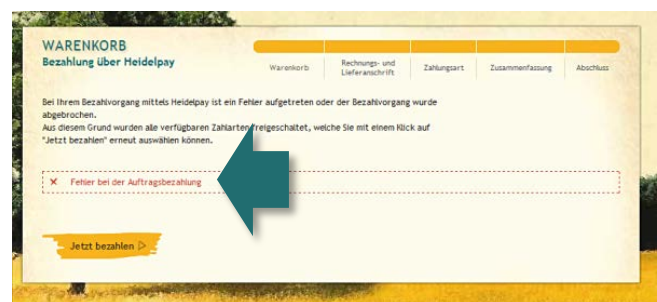 WARENKORB
Bezahlung über Heidelpay
Warenkorb
Rechnungs- und
Lieferanschrift
Zahlungsart
Zusammenfassung
Abschluss
Bei Ihrem Bezahlvorgang mittels Heidelpay ist ein Fehler aufgetreten oder der Bezahlvorgang wurde
abgebrochen.
Aus diesem Grund wurden alle verfügbaren Zahlarten freigeschaltet, welche Sie mit einem Klick auf
"Jetzt bezahlen" erneut auswählen können.
Fehler bei der Auftragsbezahlung
Jetzt bezahlen